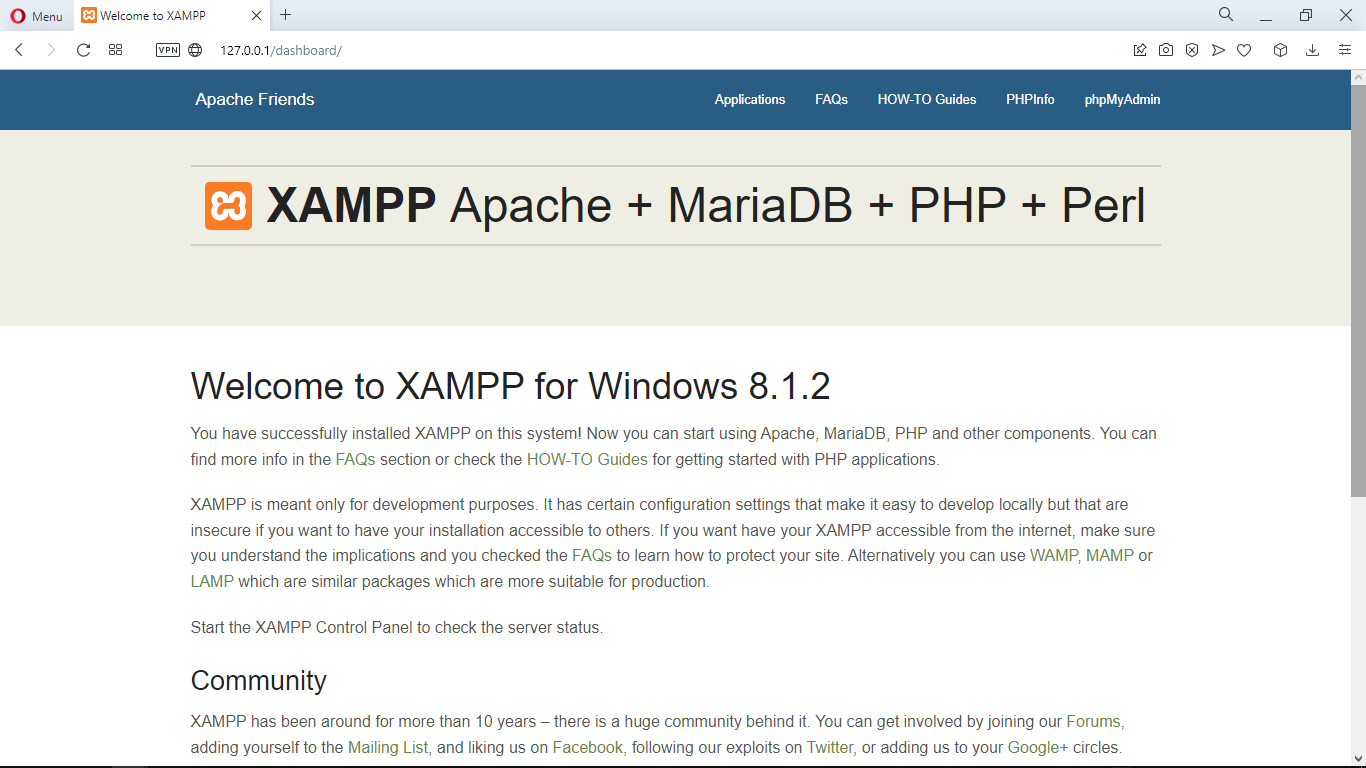 Menu
Welcome to XAMPP
VPN
127.0.0.1/dashboard/
Apache Friends
Applications
FAQs
HOW-TO Guides
PHPInfo
phpMyAdmin
XAMPP Apache + MariaDB + PHP + Perl
Welcome to XAMPP for Windows 8.1.2
You have successfully installed XAMPP on this system! Now you can start using Apache, MariaDB, PHP and other components. You can
find more info in the FAQs section or check the HOW-TO Guides for getting started with PHP applications.
XAMPP is meant only for development purposes. It has certain configuration settings that make it easy to develop locally but that are
insecure if you want to have your installation accessible to others. If you want have your XAMPP accessible from the internet, make sure
you understand the implications and you checked the FAQs to learn how to protect your site. Alternatively you can use WAMP, MAMP or
LAMP which are similar packages which are more suitable for production.
Start the XAMPP Control Panel to check the server status.
Community
XAMPP has been around for more than 10 years – there is a huge community behind it. You can get involved by joining our Forums,
adding yourself to the Mailing List, and liking us on Facebook, following our exploits on Twitter, or adding us to your Google+ circles.